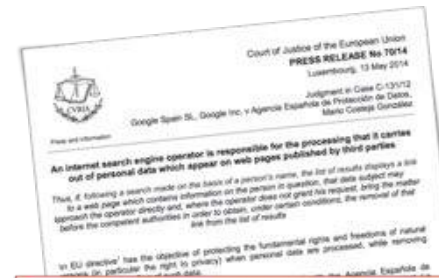 Court of Justice of the European Union
PRESS RELEASE No 70/14
Luxembourg, 13 May 2014
CVRIA
Press and Information
Judgment in Case C-131/12
Google Spain SL, Google Inc. v Agencia Española de Protección de Datos,
Mario Costeja González
An internet search engine operator is responsible for the processing that it carries
out of personal data which appear on web pages published by third parties
Thus, if, following a search made on the basis of a person's name, the list of results displays a link
to a web page which contains information on the person in question, that data subject may
approach the operator directly and, where the operator does not grant his request, bring the matter
before the competent authorities in order to obtain, under certain conditions, the removal of that
link from the list of results
EU directive¹ has the objective of protecting the fundamental rights and freedoms of natural
(in particular the right to privacy) when personal data are processed, while removing
data.
the Agencia Española de